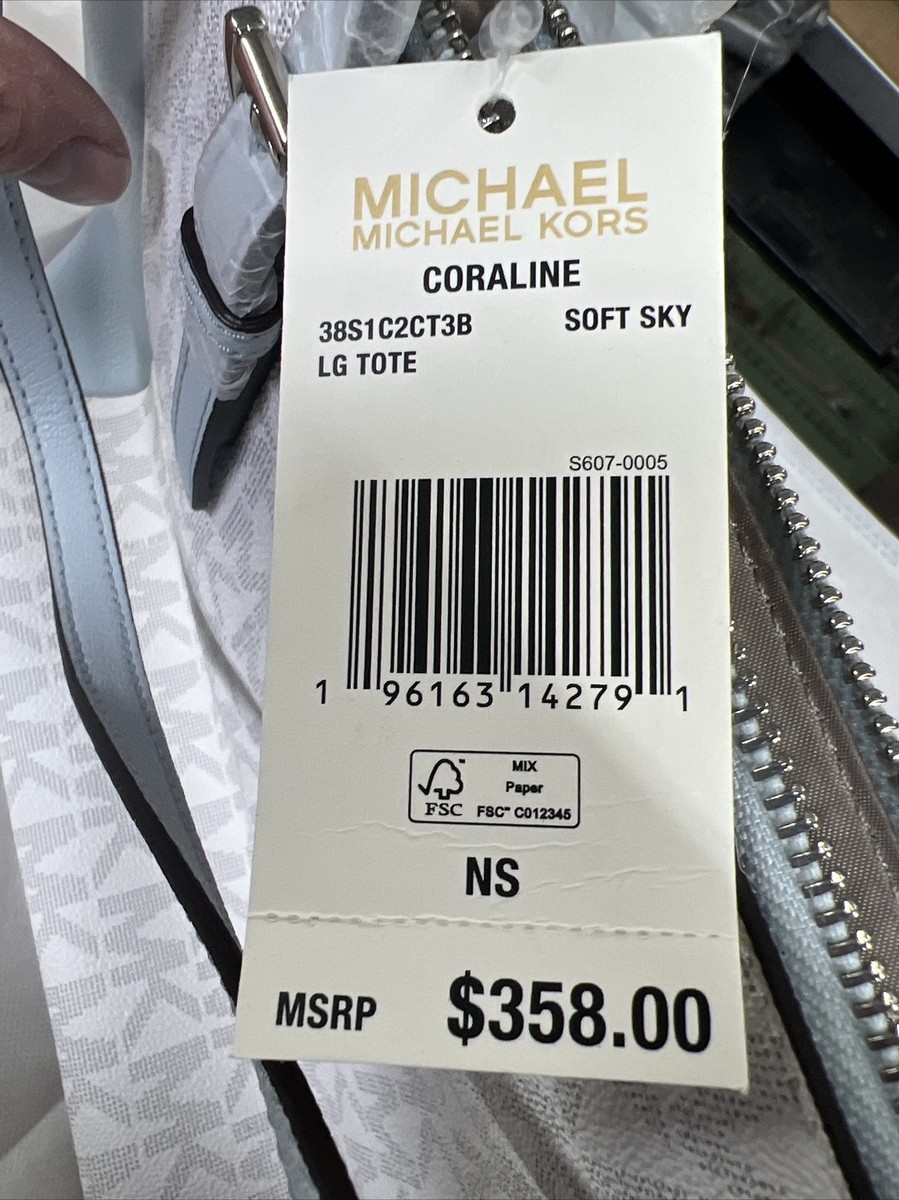 MICHAEL
MICHAEL KORS
CORALINE
38S1C2CT3B SOFT SKY
LG TOTE
S607-0005
1 96163 14279 1
MIX
Paper
FSC FSC™ C012345
NS
MSRP $358.00